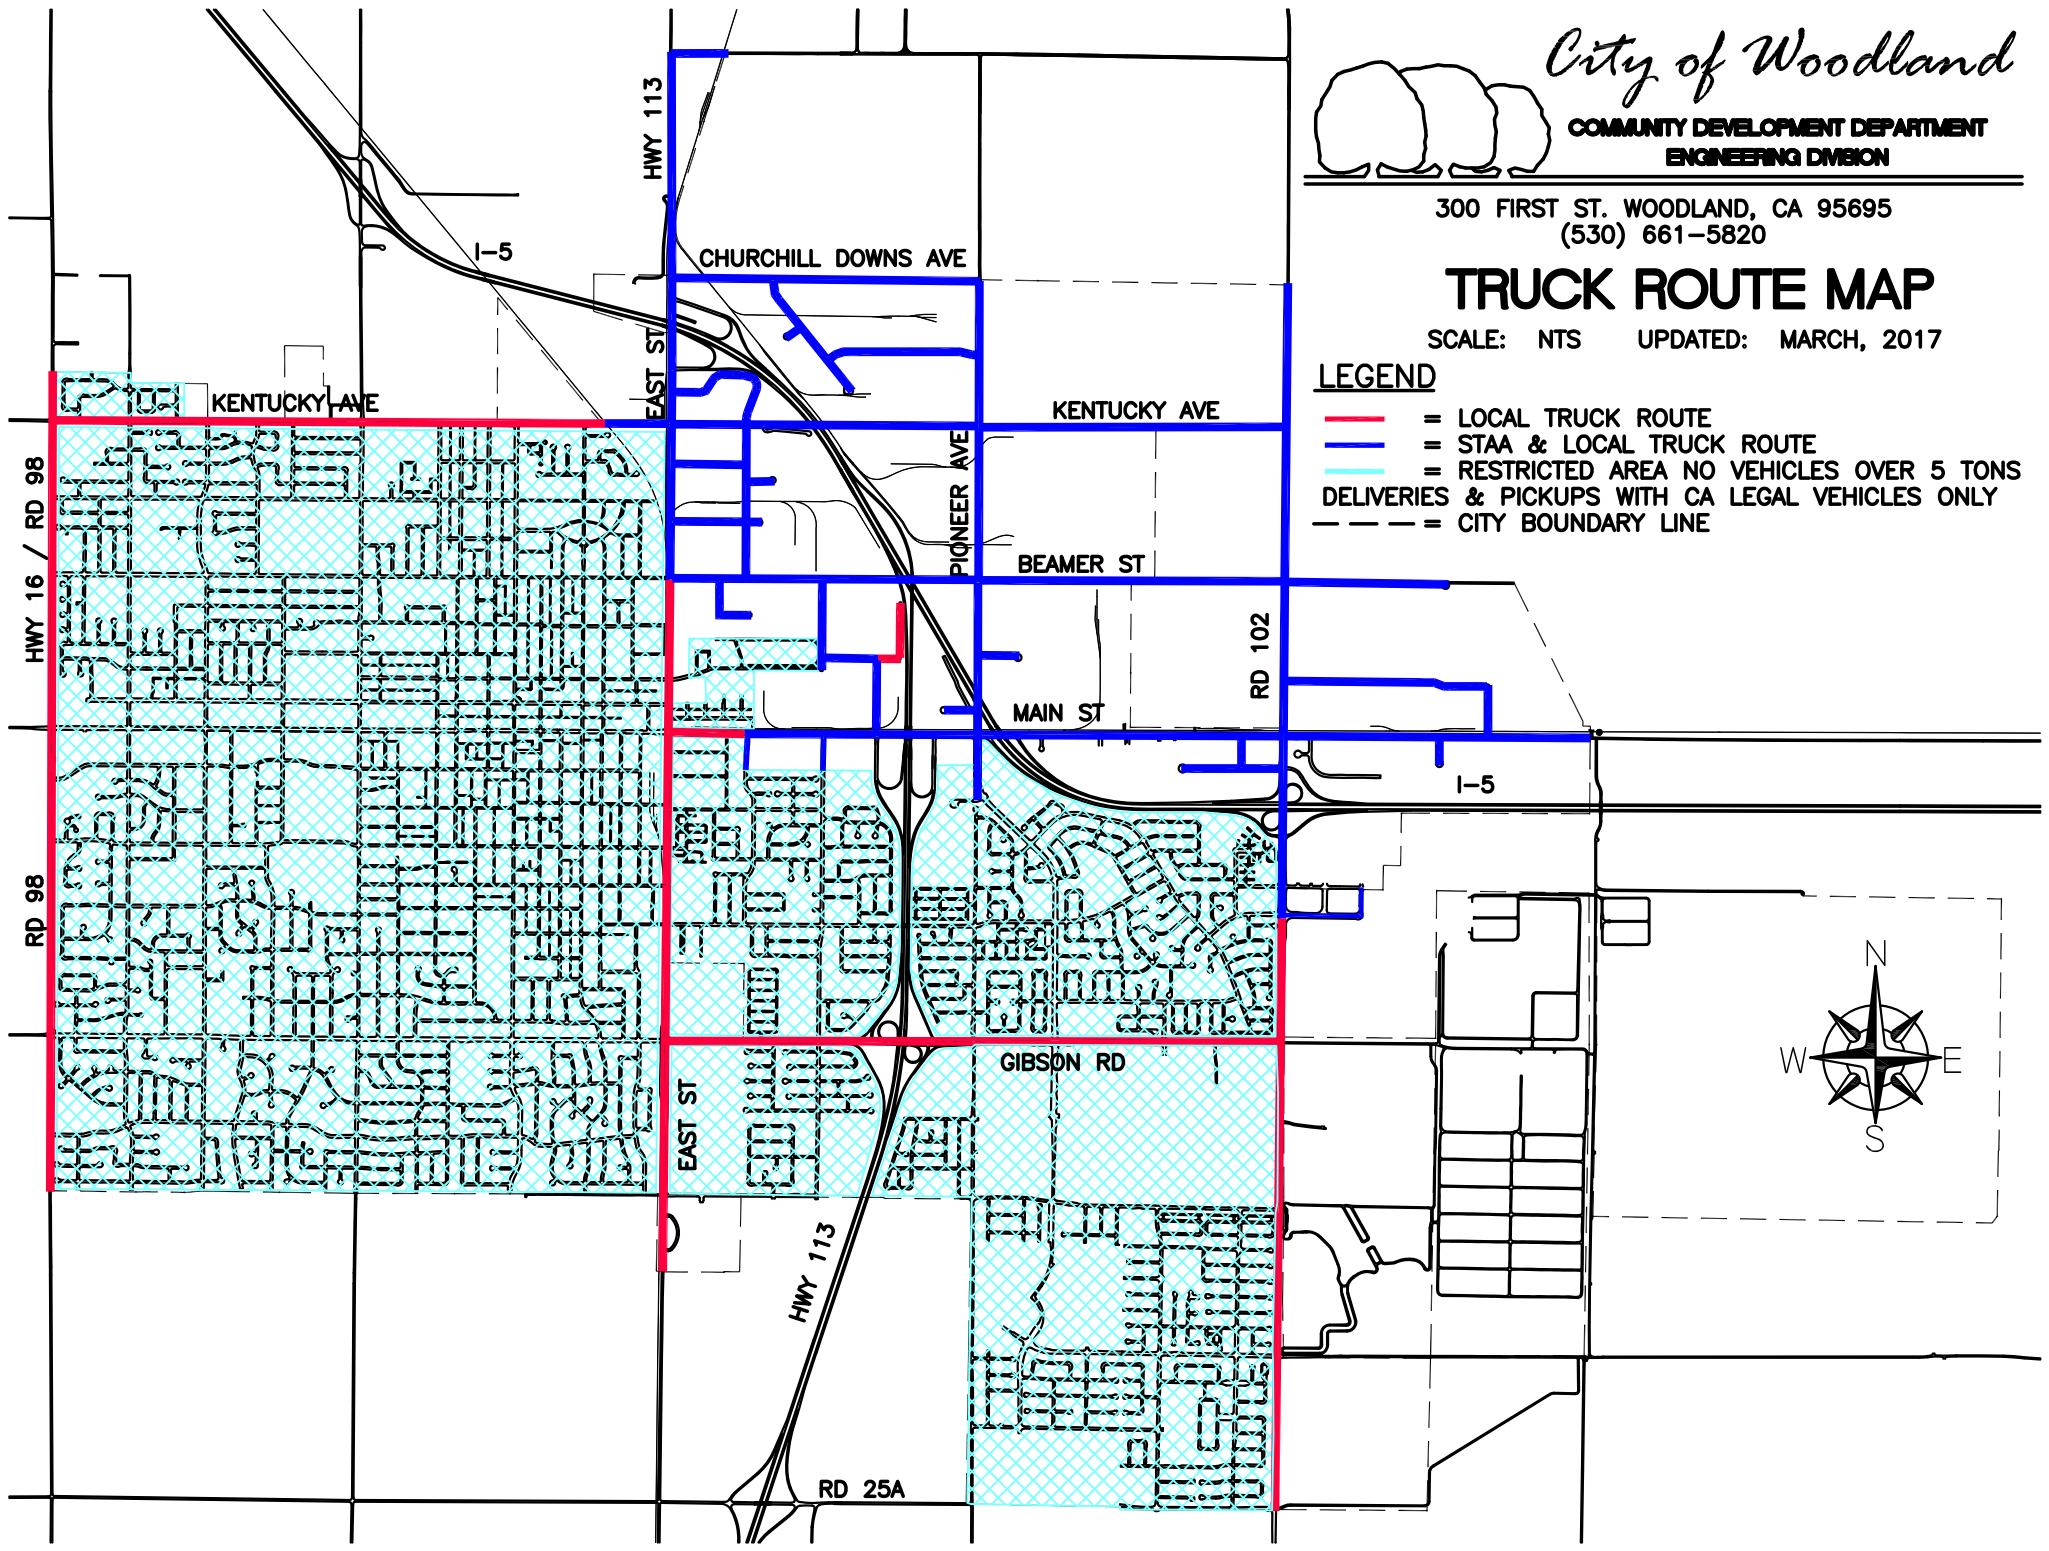 City of Woodland
COMMUNITY DEVELOPMENT DEPARTMENT
ENGINEERING DIVISION
300 FIRST ST. WOODLAND, CA 95695
(530) 661-5820
TRUCK ROUTE MAP
SCALE: NTS UPDATED: MARCH, 2017
LEGEND
= LOCAL TRUCK ROUTE
= STAA & LOCAL TRUCK ROUTE
= RESTRICTED AREA NO VEHICLES OVER 5 TONS
DELIVERIES & PICKUPS WITH CA LEGAL VEHICLES ONLY
= CITY BOUNDARY LINE
HWY 113
I-5
CHURCHILL DOWNS AVE
EAST ST
KENTUCKY AVE
KENTUCKY AVE
HWY 16 / RD 98
PIONEER AVE
BEAMER ST
RD 102
MAIN ST
I-5
RD 98
GIBSON RD
EAST ST
HWY 113
RD 25A
N
W
E
S